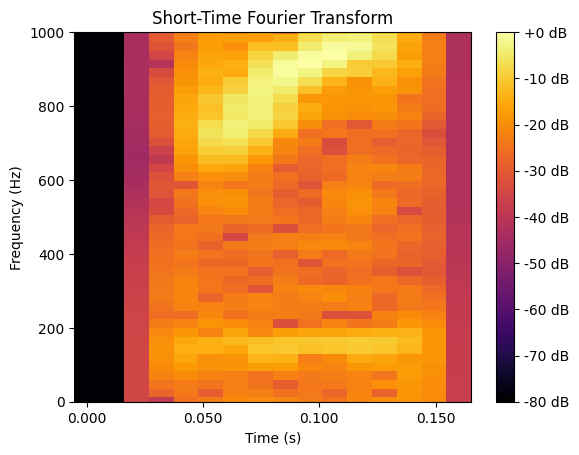 Short-Time Fourier Transform
Frequency (Hz)
1000
800
600
400
200
0
0.000
0.050
0.100
0.150
Time (s)
+0 dB
-10 dB
-20 dB
-30 dB
-40 dB
-50 dB
-60 dB
-70 dB
-80 dB